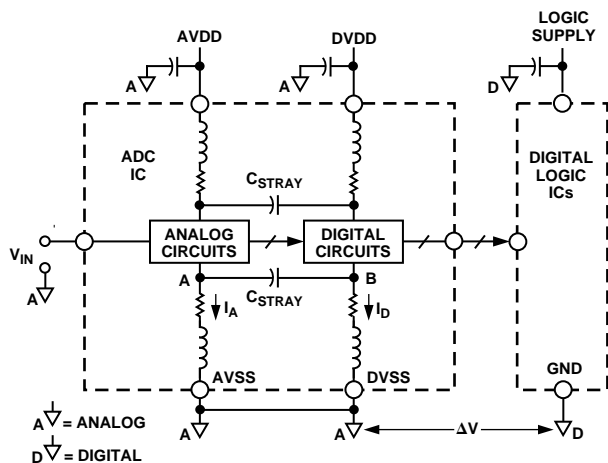 AVDD
DVDD
LOGIC
SUPPLY
A
A
D
ADC
IC
DIGITAL
LOGIC
ICs
CSTRAY
VIN
ANALOG
CIRCUITS
DIGITAL
CIRCUITS
A
A
B
CSTRAY
IA
ID
AVSS
DVSS
GND
A
A
ΔV
D
A = ANALOG
D = DIGITAL